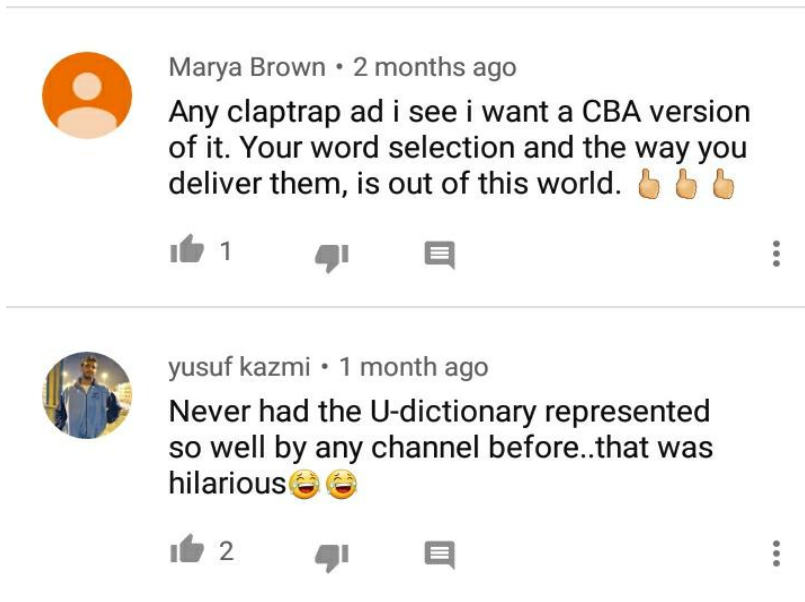 Marya Brown • 2 months ago
Any claptrap ad i see i want a CBA version
of it. Your word selection and the way you
deliver them, is out of this world. 👍🏼👍🏼👍🏼
1
yusuf kazmi • 1 month ago
Never had the U-dictionary represented
so well by any channel before..that was
hilarious😂😂
2